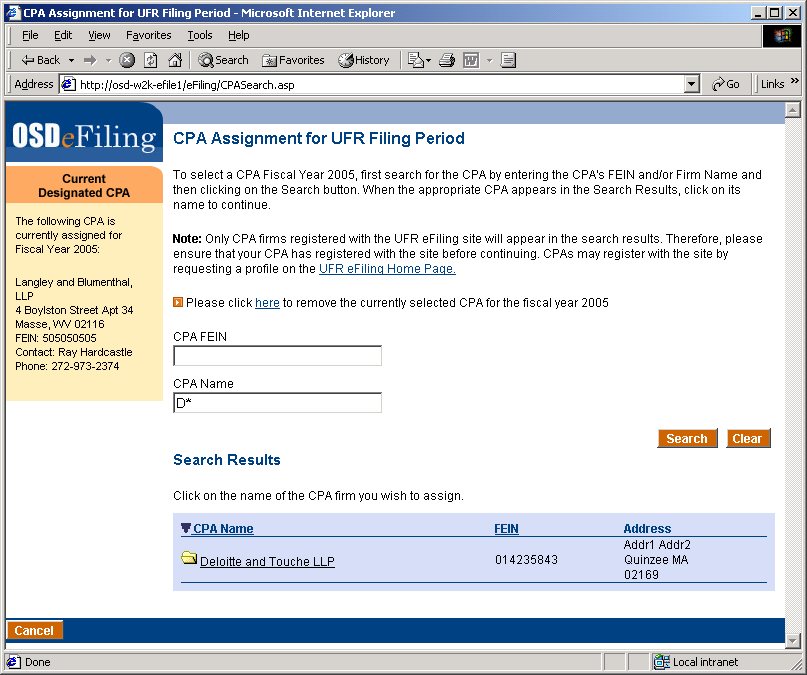 CPA Assignment for UFR Filing Period - Microsoft Internet Explorer
File Edit View Favorites Tools Help
Back Search Favorites History
Address http://osd-w2k-efile1/eFiling/CPASearch.asp Go Links »
OSDeFiling
Current
Designated CPA
The following CPA is
currently assigned for
Fiscal Year 2005:
Langley and Blumenthal,
LLP
4 Boylston Street Apt 34
Masse, WV 02116
FEIN: 505050505
Contact: Ray Hardcastle
Phone: 272-973-2374
CPA Assignment for UFR Filing Period
To select a CPA Fiscal Year 2005, first search for the CPA by entering the CPA's FEIN and/or Firm Name and
then clicking on the Search button. When the appropriate CPA appears in the Search Results, click on its
name to continue.
Note: Only CPA firms registered with the UFR eFiling site will appear in the search results. Therefore, please
ensure that your CPA has registered with the site before continuing. CPAs may register with the site by
requesting a profile on the UFR eFiling Home Page.
Please click here to remove the currently selected CPA for the fiscal year 2005
CPA FEIN
CPA Name
D*
Search Clear
Search Results
Click on the name of the CPA firm you wish to assign.
CPA Name FEIN Address
Deloitte and Touche LLP 014235843 Addr1 Addr2
Quinzee MA
02169
Cancel
Done Local intranet